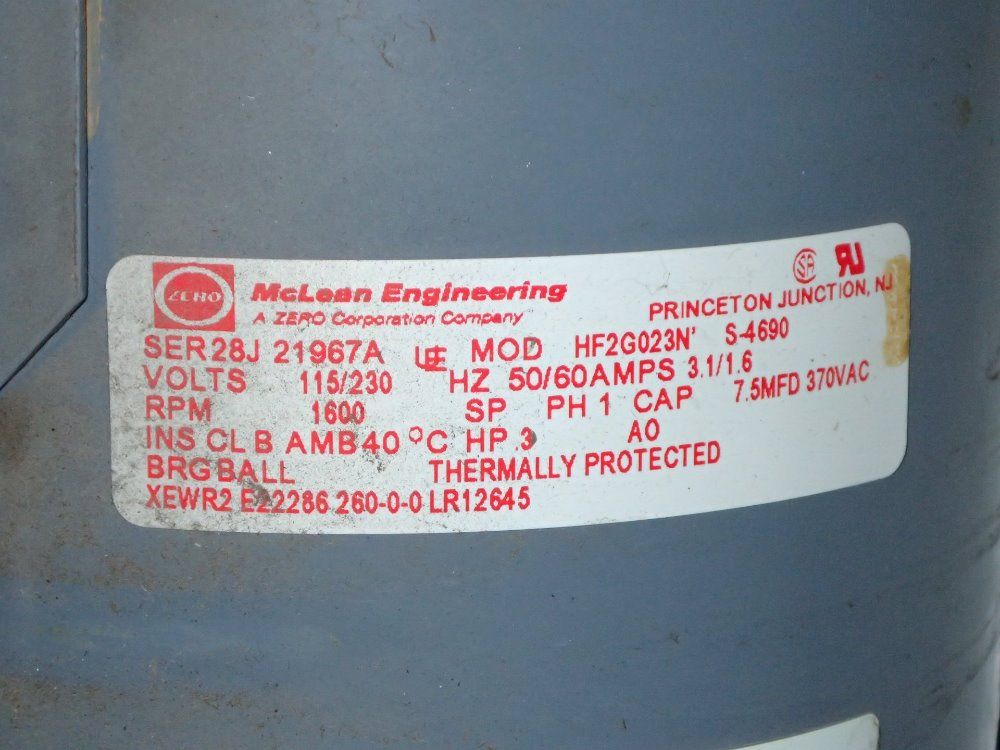 ZERO
McLean Engineering
A ZERO Corporation Company
SA
PRINCETON JUNCTION, NJ
SER 28J 21967A MOD HF2G023N' S-4690
VOLTS 115/230 HZ 50/60 AMPS 3.1/1.6
RPM 1600 SP PH 1 CAP 7.5MFD 370VAC
INS CL B AMB 40 °C HP .3 AO
BRG BALL THERMALLY PROTECTED
XEWR2 E22286 260-0-0 LR12645